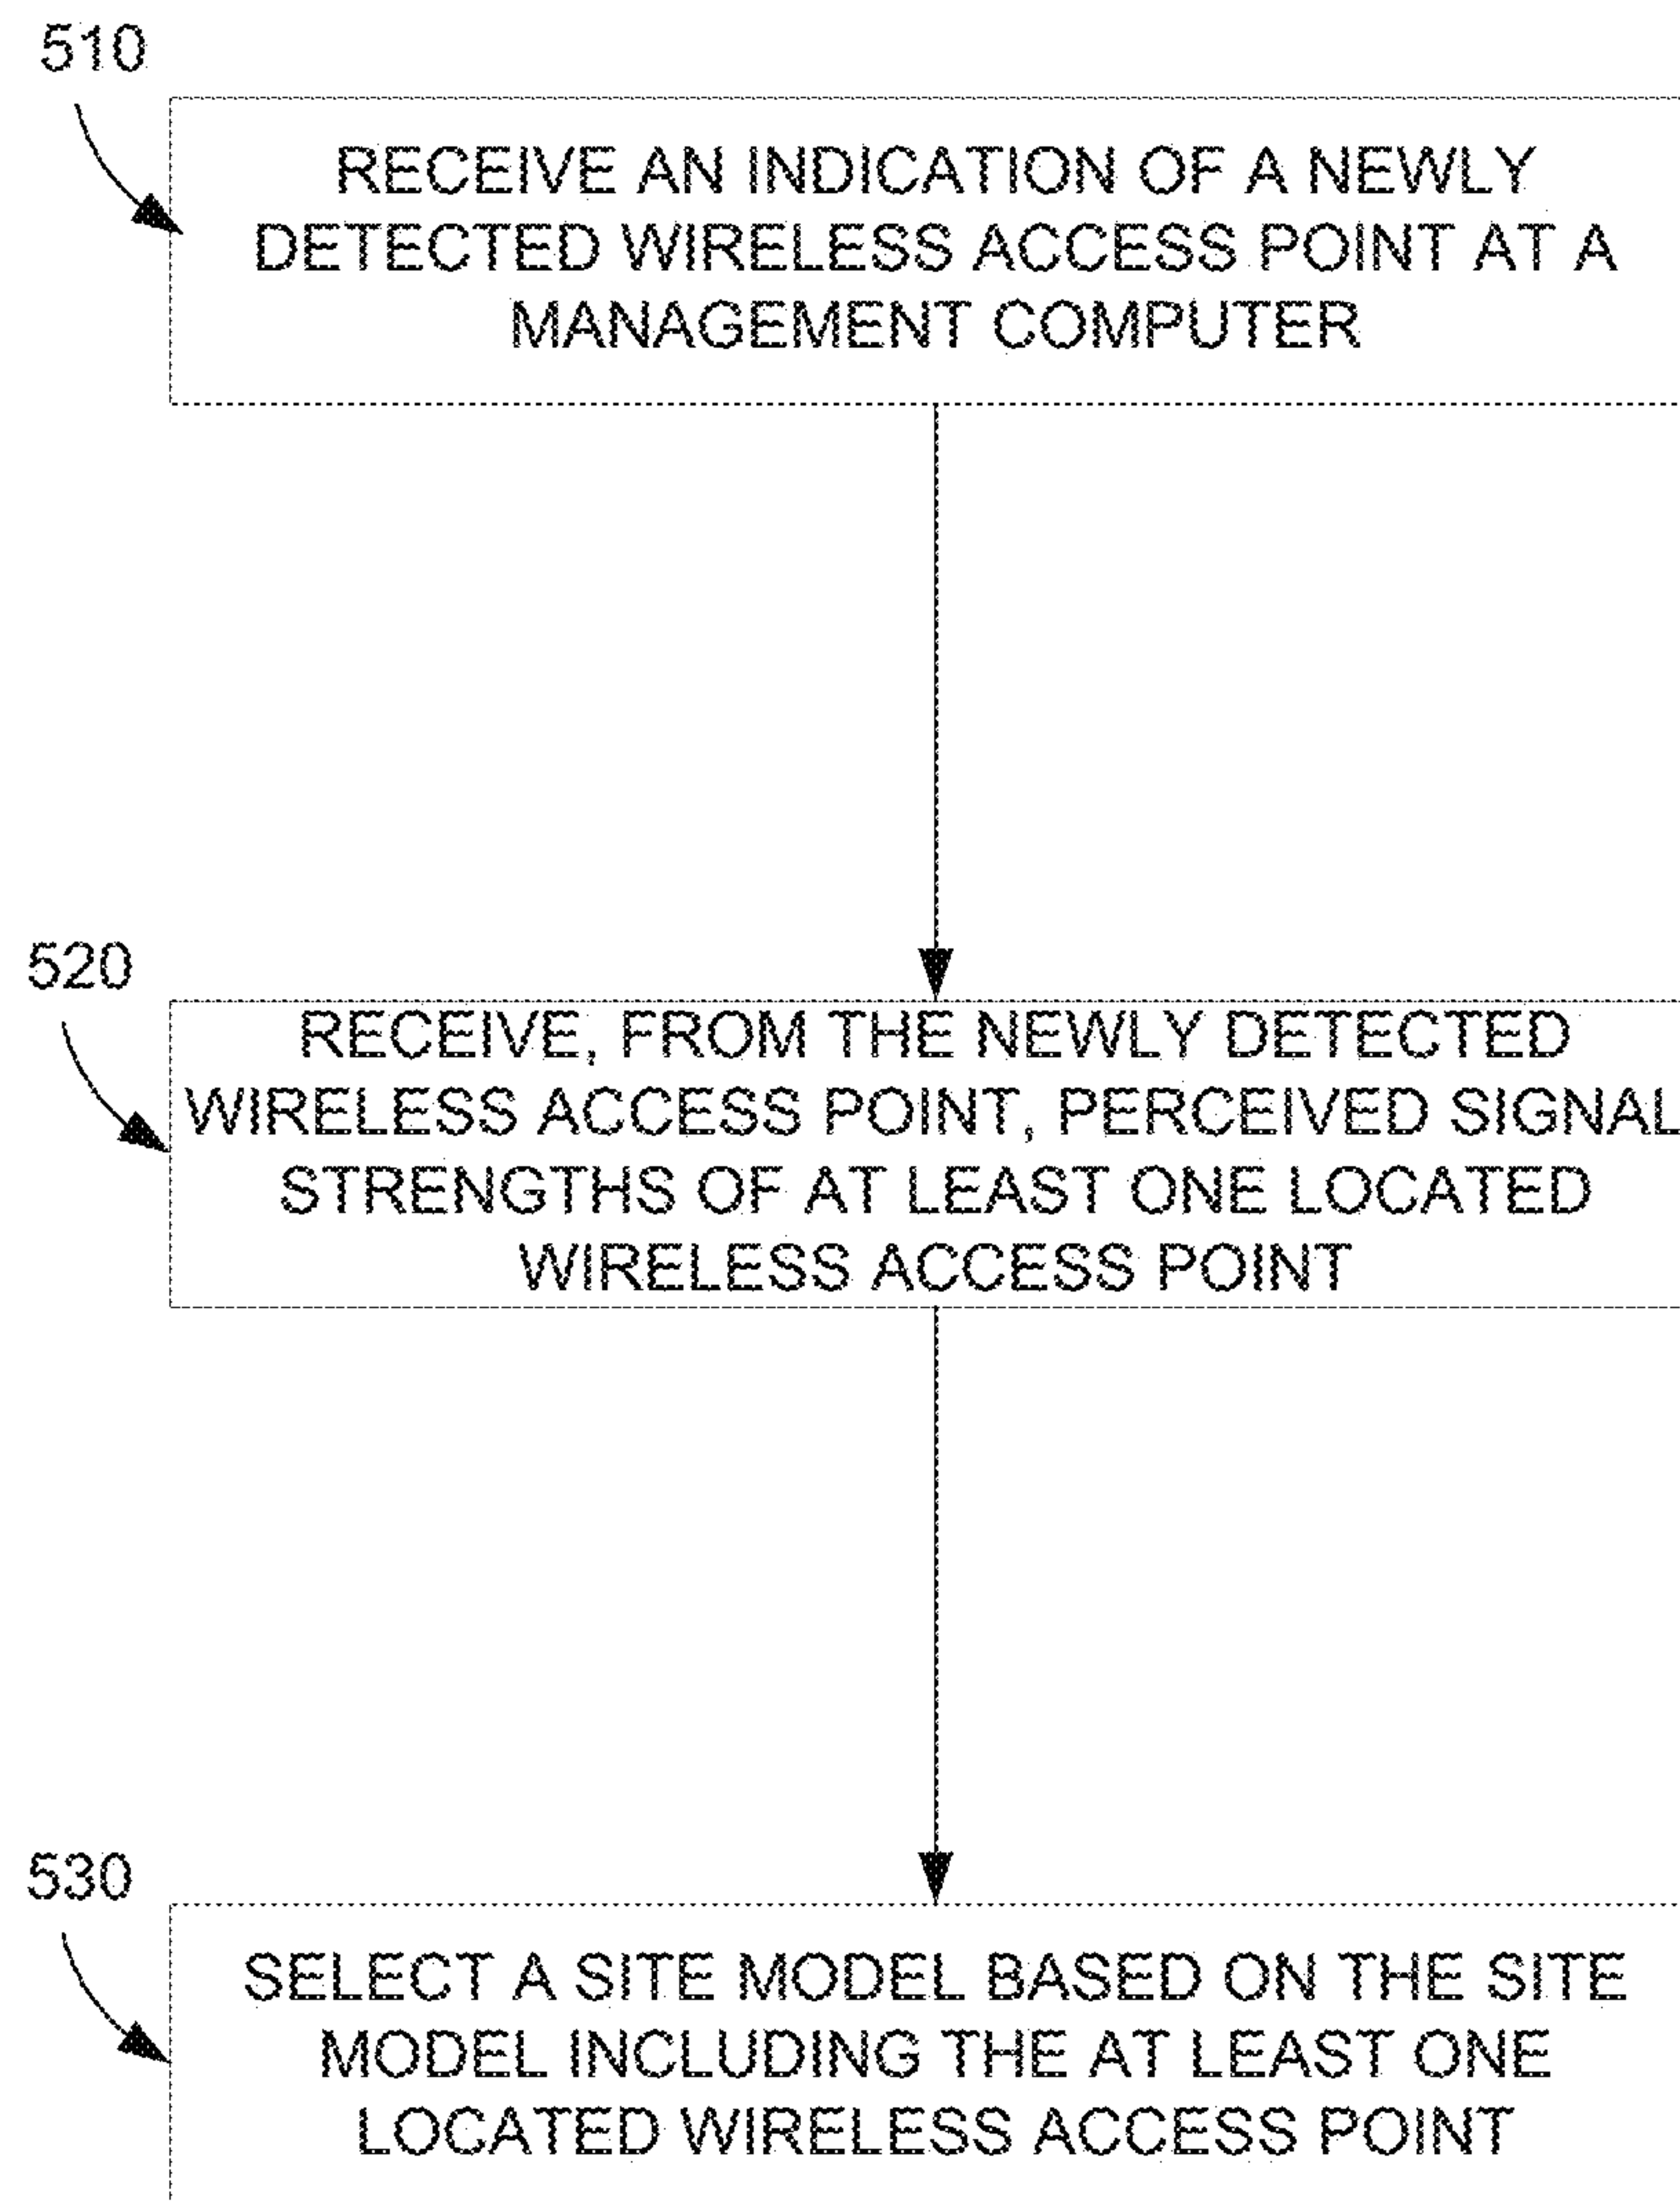 510
RECEIVE AN INDICATION OF A NEWLY
DETECTED WIRELESS ACCESS POINT AT A
MANAGEMENT COMPUTER
520
RECEIVE, FROM THE NEWLY DETECTED
WIRELESS ACCESS POINT, PERCEIVED SIGNAL
STRENGTHS OF AT LEAST ONE LOCATED
WIRELESS ACCESS POINT
530
SELECT A SITE MODEL BASED ON THE SITE
MODEL INCLUDING THE AT LEAST ONE
LOCATED WIRELESS ACCESS POINT